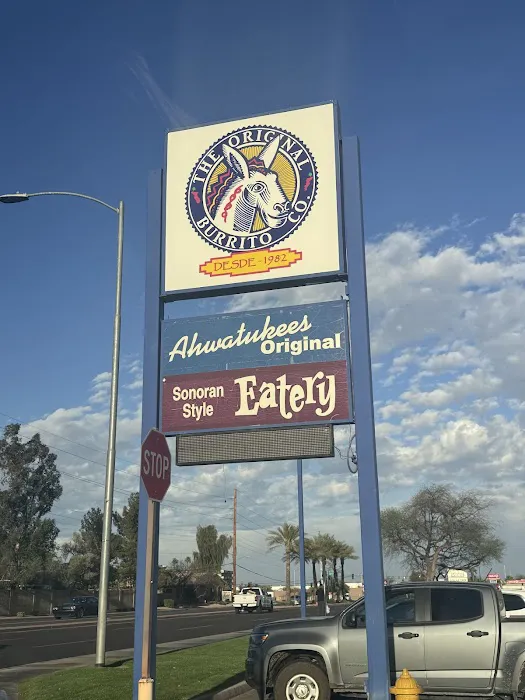 THE ORIGINAL
BURRITO CO.
DESDE - 1982
Ahwatukees
Original
Sonoran
Style
Eatery
STOP